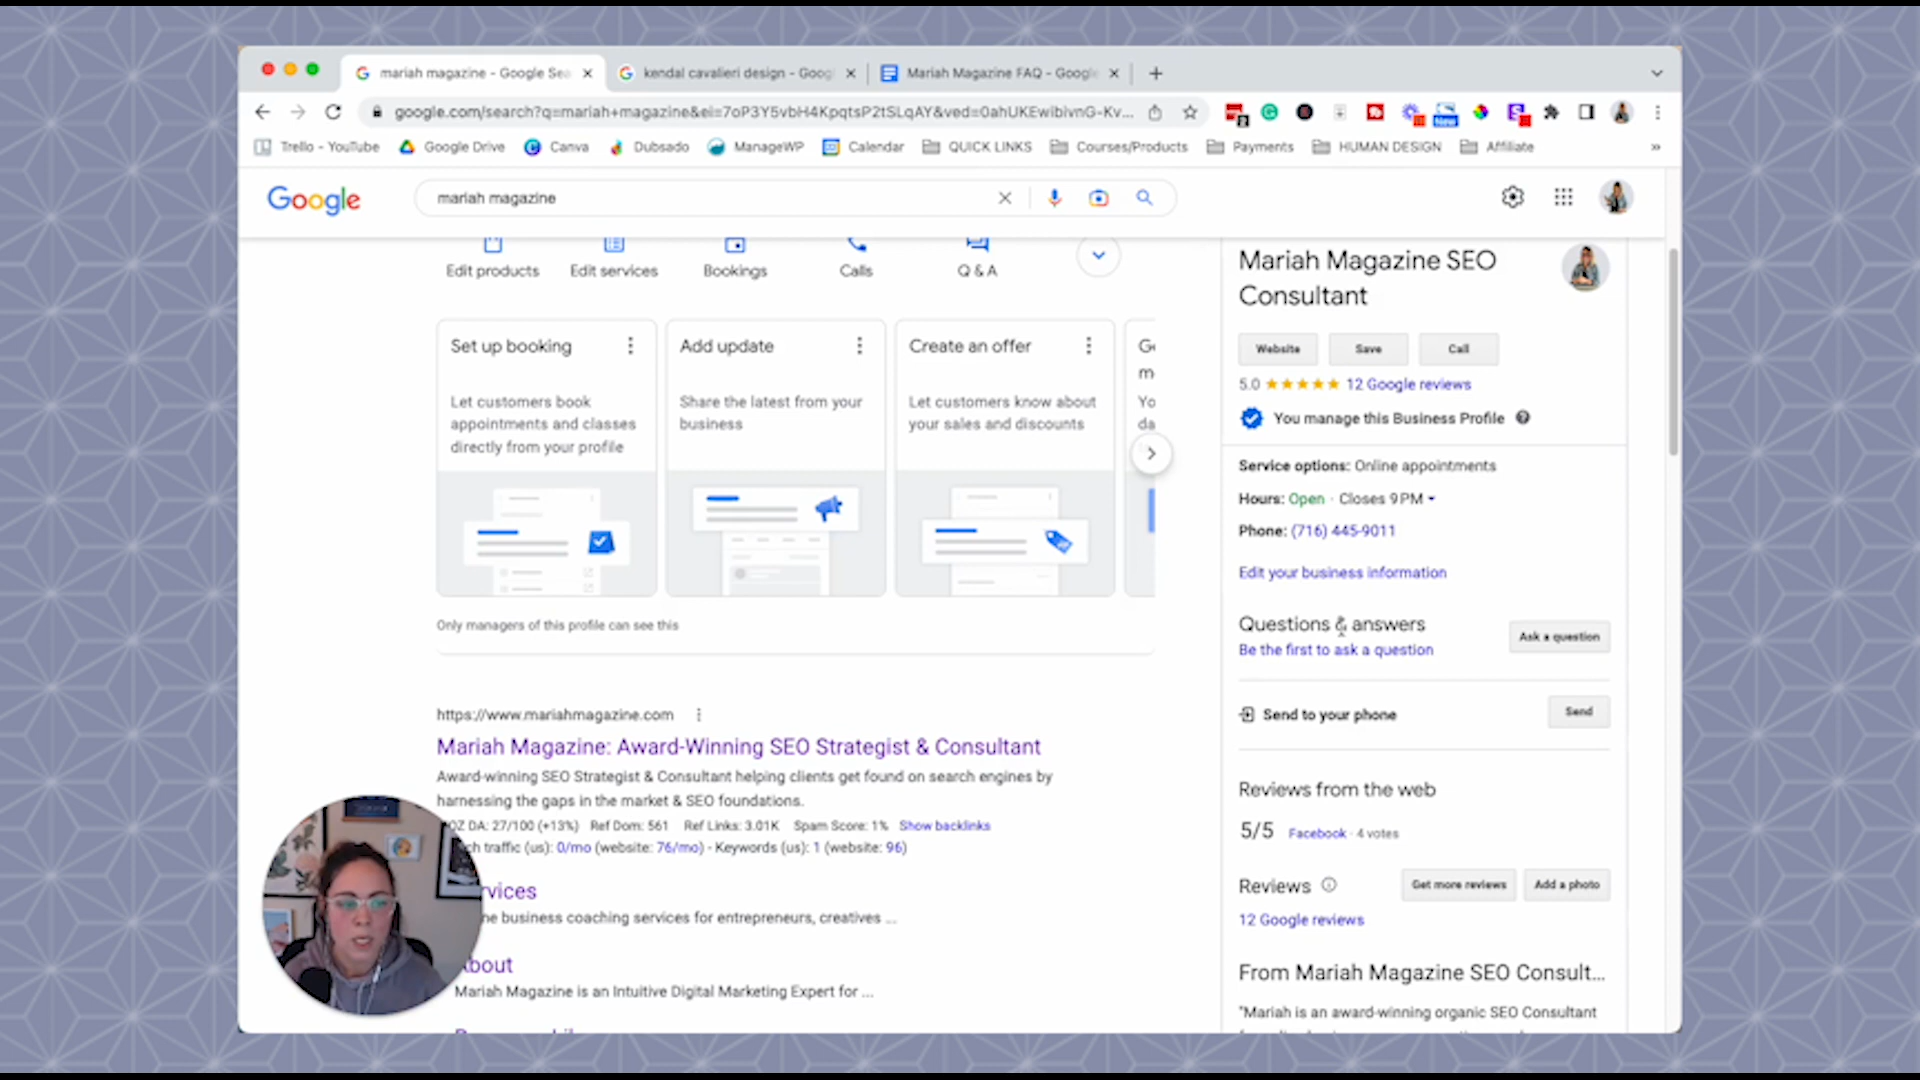 mariah magazine - Google Sea
kendal cavalieri design - Googl
Mariah Magazine FAQ - Google
google.com/search?q=mariah+magazine&ei=7oP3Y5vbH4KpqtsP2tSLqAY&ved=0ahUKEwibivnG-Kv...
New
Trello - YouTube
Google Drive
Canva
Dubsado
ManageWP
Calendar
QUICK LINKS
Courses/Products
Payments
HUMAN DESIGN
Affiliate
Google
mariah magazine
Edit products
Edit services
Bookings
Calls
Q & A
Set up booking
Let customers book
appointments and classes
directly from your profile
Add update
Share the latest from your
business
Create an offer
Let customers know about
your sales and discounts
Only managers of this profile can see this
https://www.mariahmagazine.com
Mariah Magazine: Award-Winning SEO Strategist & Consultant
Award-winning SEO Strategist & Consultant helping clients get found on search engines by
harnessing the gaps in the market & SEO foundations.
OZ DA: 27/100 (+13%) Ref Dom: 561 Ref Links: 3.01K Spam Score: 1% Show backlinks
ch traffic (us): 0/mo (website: 76/mo) - Keywords (us): 1 (website: 96)
vices
ne business coaching services for entrepreneurs, creatives ...
bout
Mariah Magazine is an Intuitive Digital Marketing Expert for ...
Mariah Magazine SEO
Consultant
Website
Save
Call
5.0 ★★★★★ 12 Google reviews
You manage this Business Profile
Service options: Online appointments
Hours: Open · Closes 9 PM
Phone: (716) 445-9011
Edit your business information
Questions & answers
Be the first to ask a question
Ask a question
Send to your phone
Send
Reviews from the web
5/5 Facebook · 4 votes
Reviews
Get more reviews
Add a photo
12 Google reviews
From Mariah Magazine SEO Consult...
"Mariah is an award-winning organic SEO Consultant